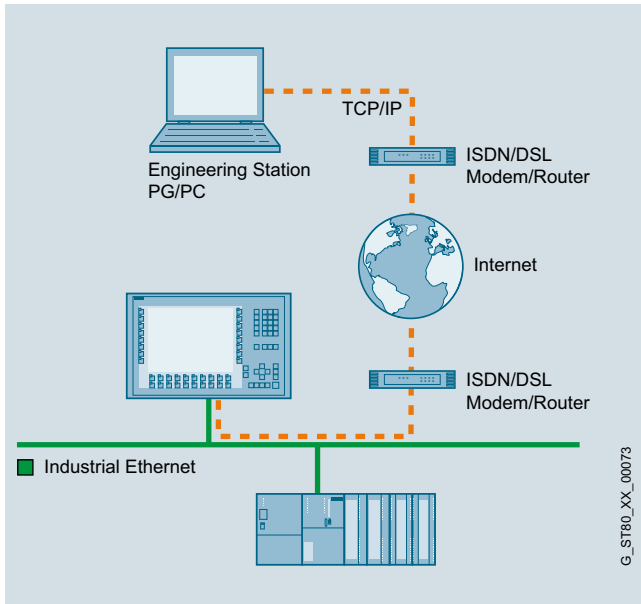 TCP/IP
Engineering Station
PG/PC
ISDN/DSL
Modem/Router
Internet
ISDN/DSL
Modem/Router
Industrial Ethernet
G_ST80_XX_00073